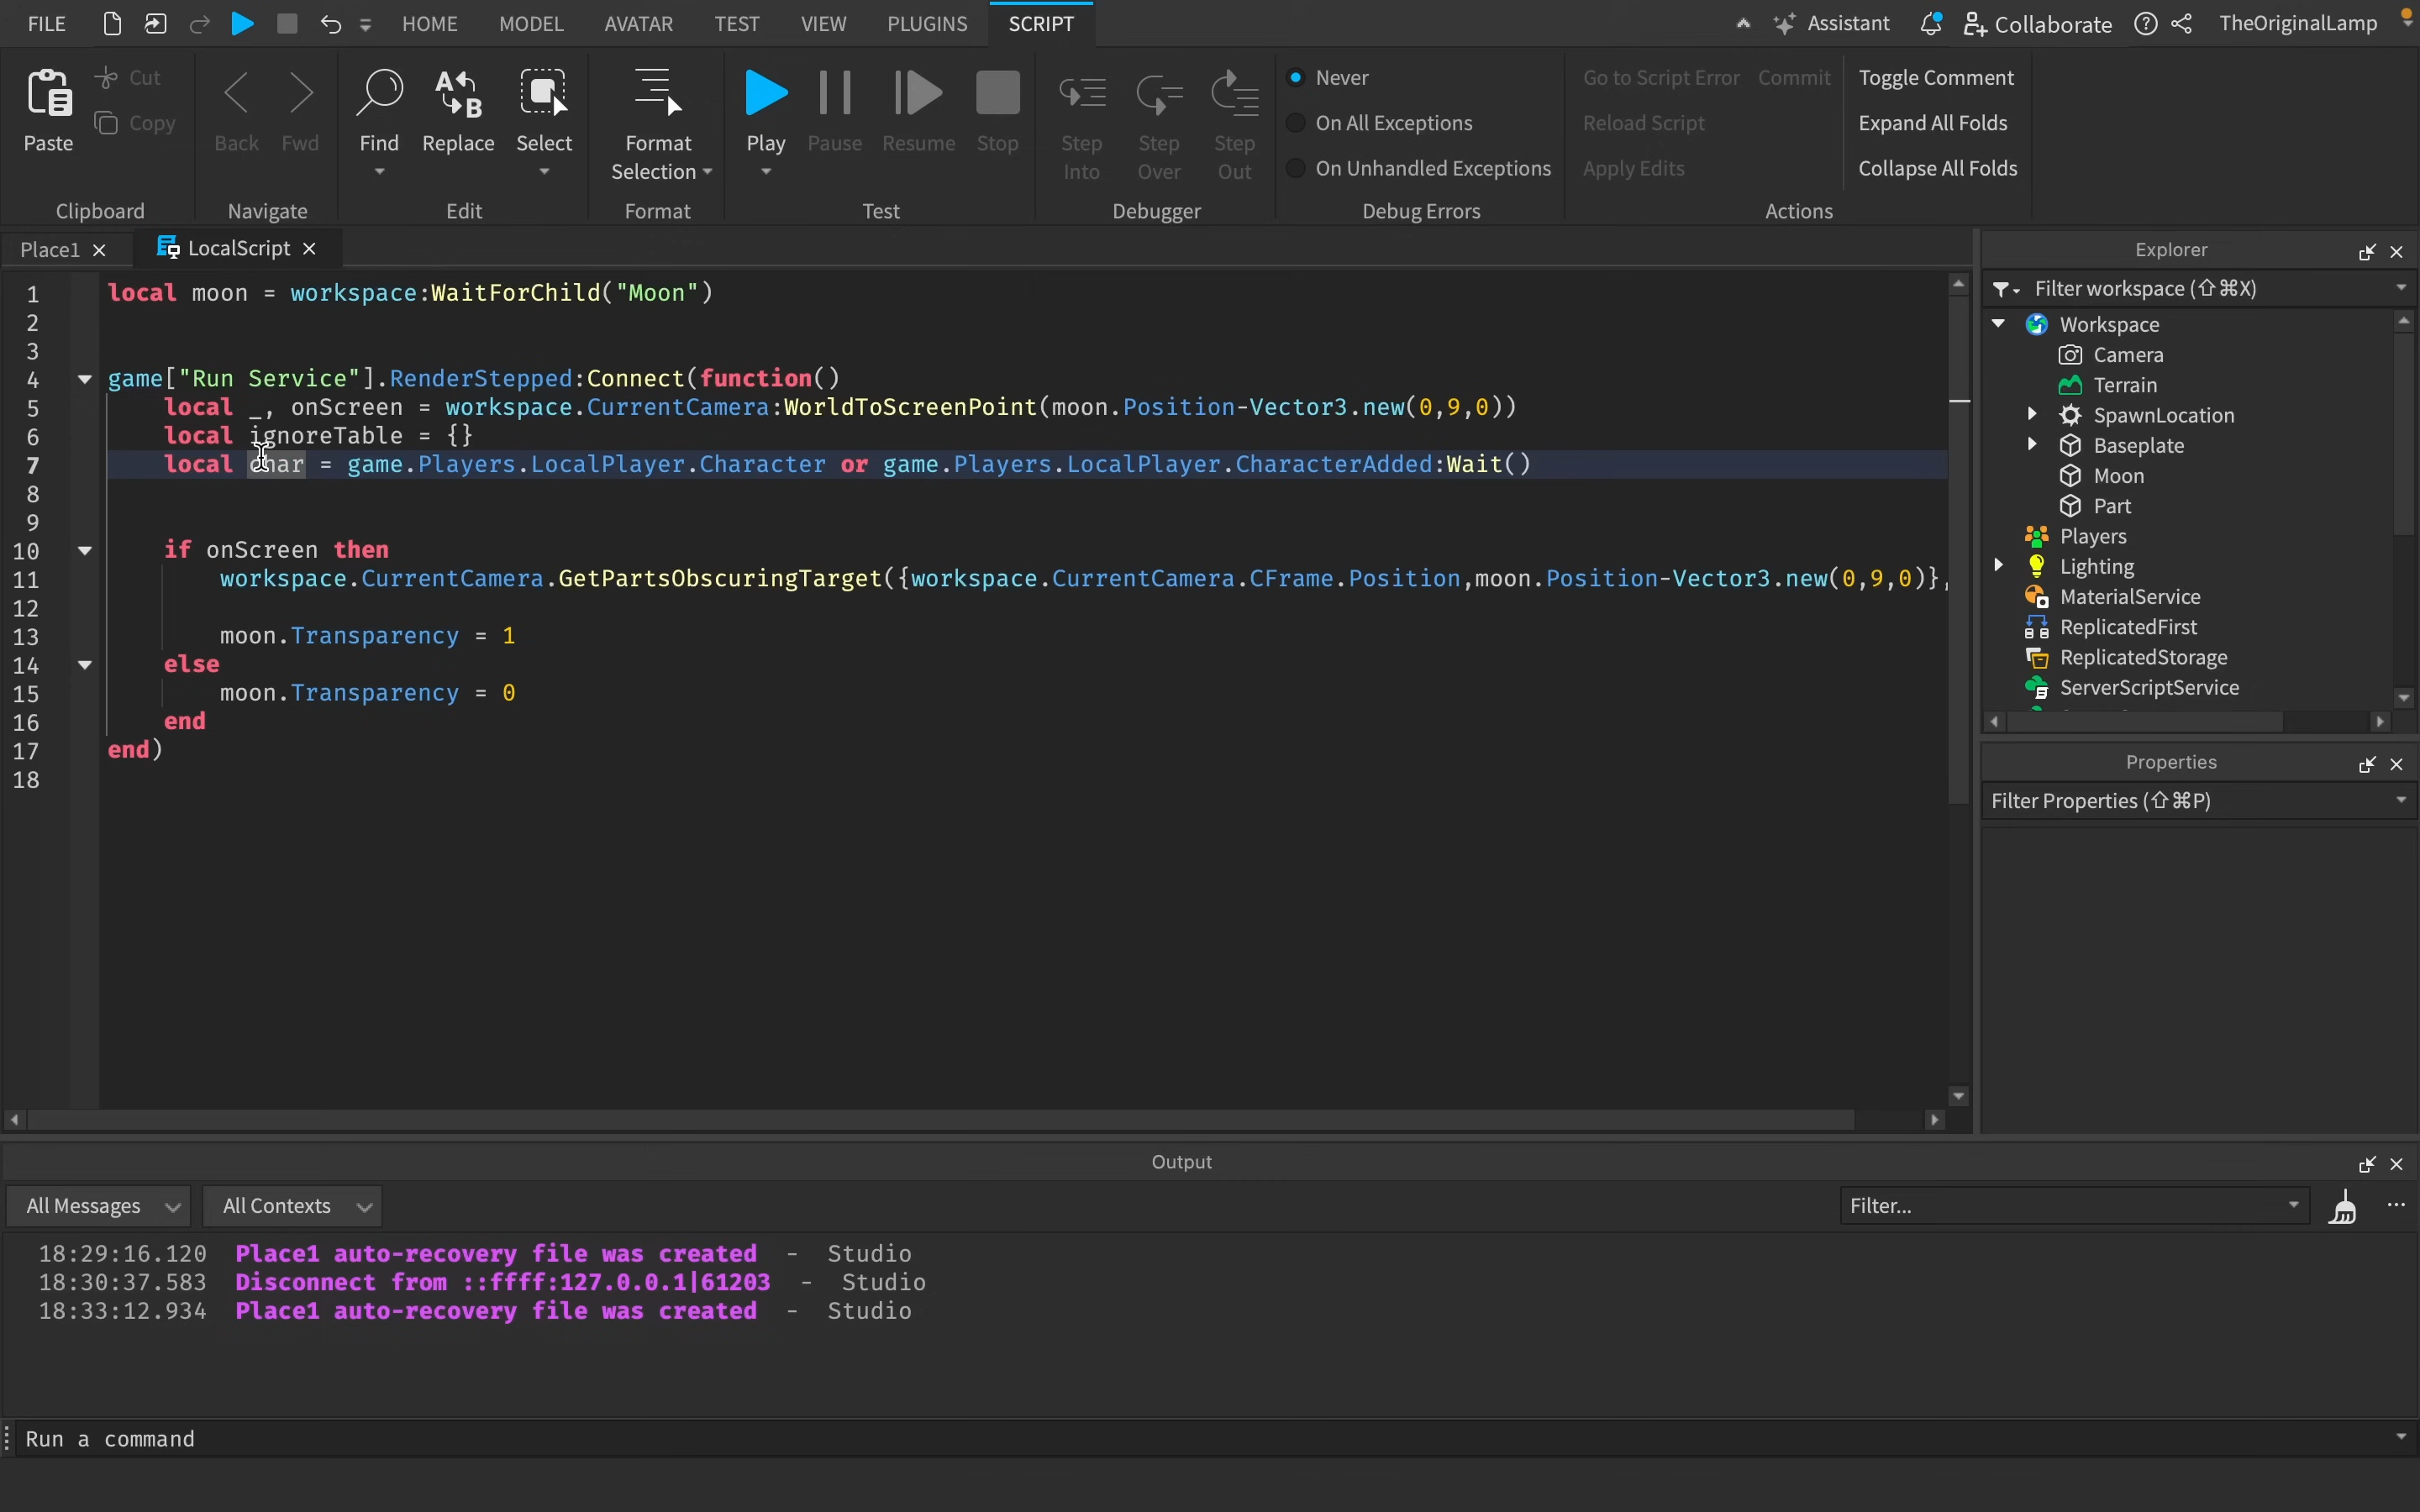 FILE HOME MODEL AVATAR TEST VIEW PLUGINS SCRIPT Assistant Collaborate TheOriginalLamp
Paste Cut Copy Clipboard
Back Fwd Navigate
Find Replace Select Edit
Format Selection Format
Play Pause Resume Stop Test
Step Into Step Over Step Out Debugger
Never
On All Exceptions
On Unhandled Exceptions
Debug Errors
Go to Script Error Commit Toggle Comment
Reload Script Expand All Folds
Apply Edits Collapse All Folds
Actions
Place1 LocalScript
1 local moon = workspace:WaitForChild("Moon")
2
3
4 game["Run Service"].RenderStepped:Connect(function()
5 local _, onScreen = workspace.CurrentCamera:WorldToScreenPoint(moon.Position-Vector3.new(0,9,0))
6 local ignoreTable = {}
7 local char = game.Players.LocalPlayer.Character or game.Players.LocalPlayer.CharacterAdded:Wait()
8
9
10 if onScreen then
11 workspace.CurrentCamera.GetPartsObscuringTarget({workspace.CurrentCamera.CFrame.Position,moon.Position-Vector3.new(0,9,0)},
12
13 moon.Transparency = 1
14 else
15 moon.Transparency = 0
16 end
17 end)
18
Explorer
Filter workspace (⇧⌘X)
Workspace
Camera
Terrain
SpawnLocation
Baseplate
Moon
Part
Players
Lighting
MaterialService
ReplicatedFirst
ReplicatedStorage
ServerScriptService
Properties
Filter Properties (⇧⌘P)
Output
All Messages All Contexts Filter...
18:29:16.120 Place1 auto-recovery file was created - Studio
18:30:37.583 Disconnect from ::ffff:127.0.0.1|61203 - Studio
18:33:12.934 Place1 auto-recovery file was created - Studio
Run a command